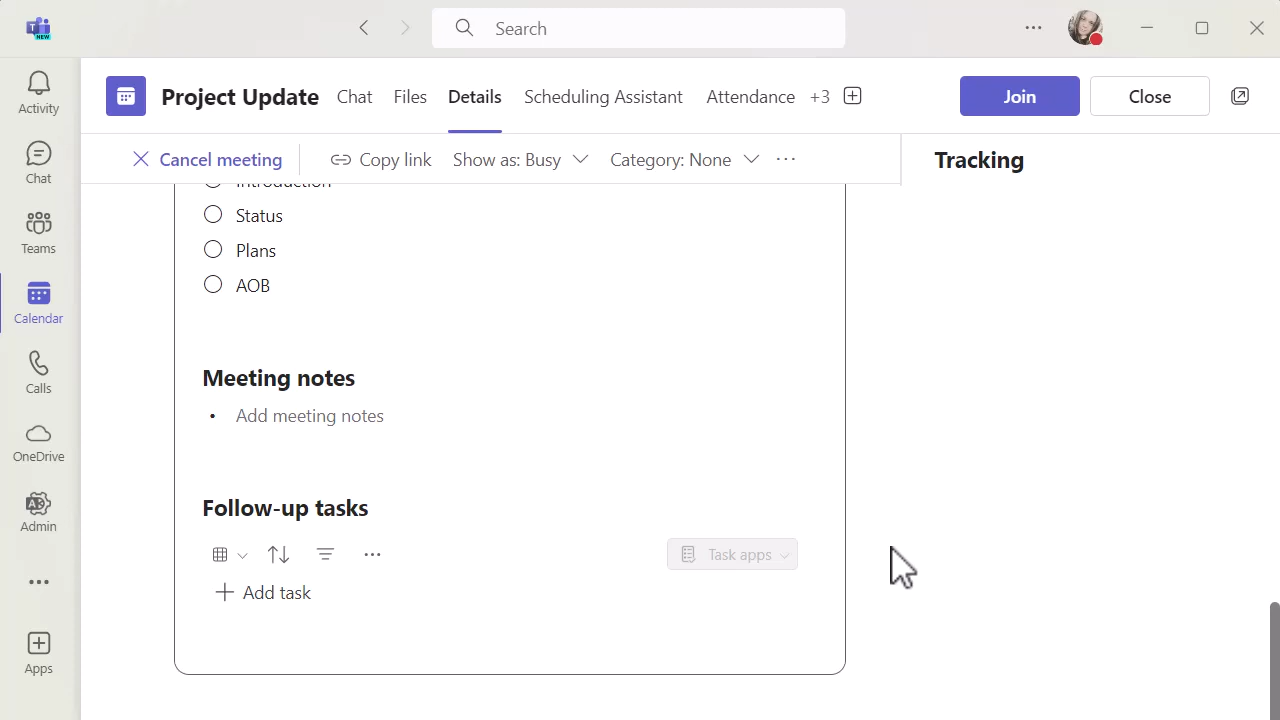 NEW
Search
Activity
Chat
Teams
Calendar
Calls
OneDrive
Admin
Apps
Project Update
Chat
Files
Details
Scheduling Assistant
Attendance
+3
Join
Close
Cancel meeting
Copy link
Show as: Busy
Category: None
Tracking
Introduction
Status
Plans
AOB
Meeting notes
Add meeting notes
Follow-up tasks
Task apps
Add task